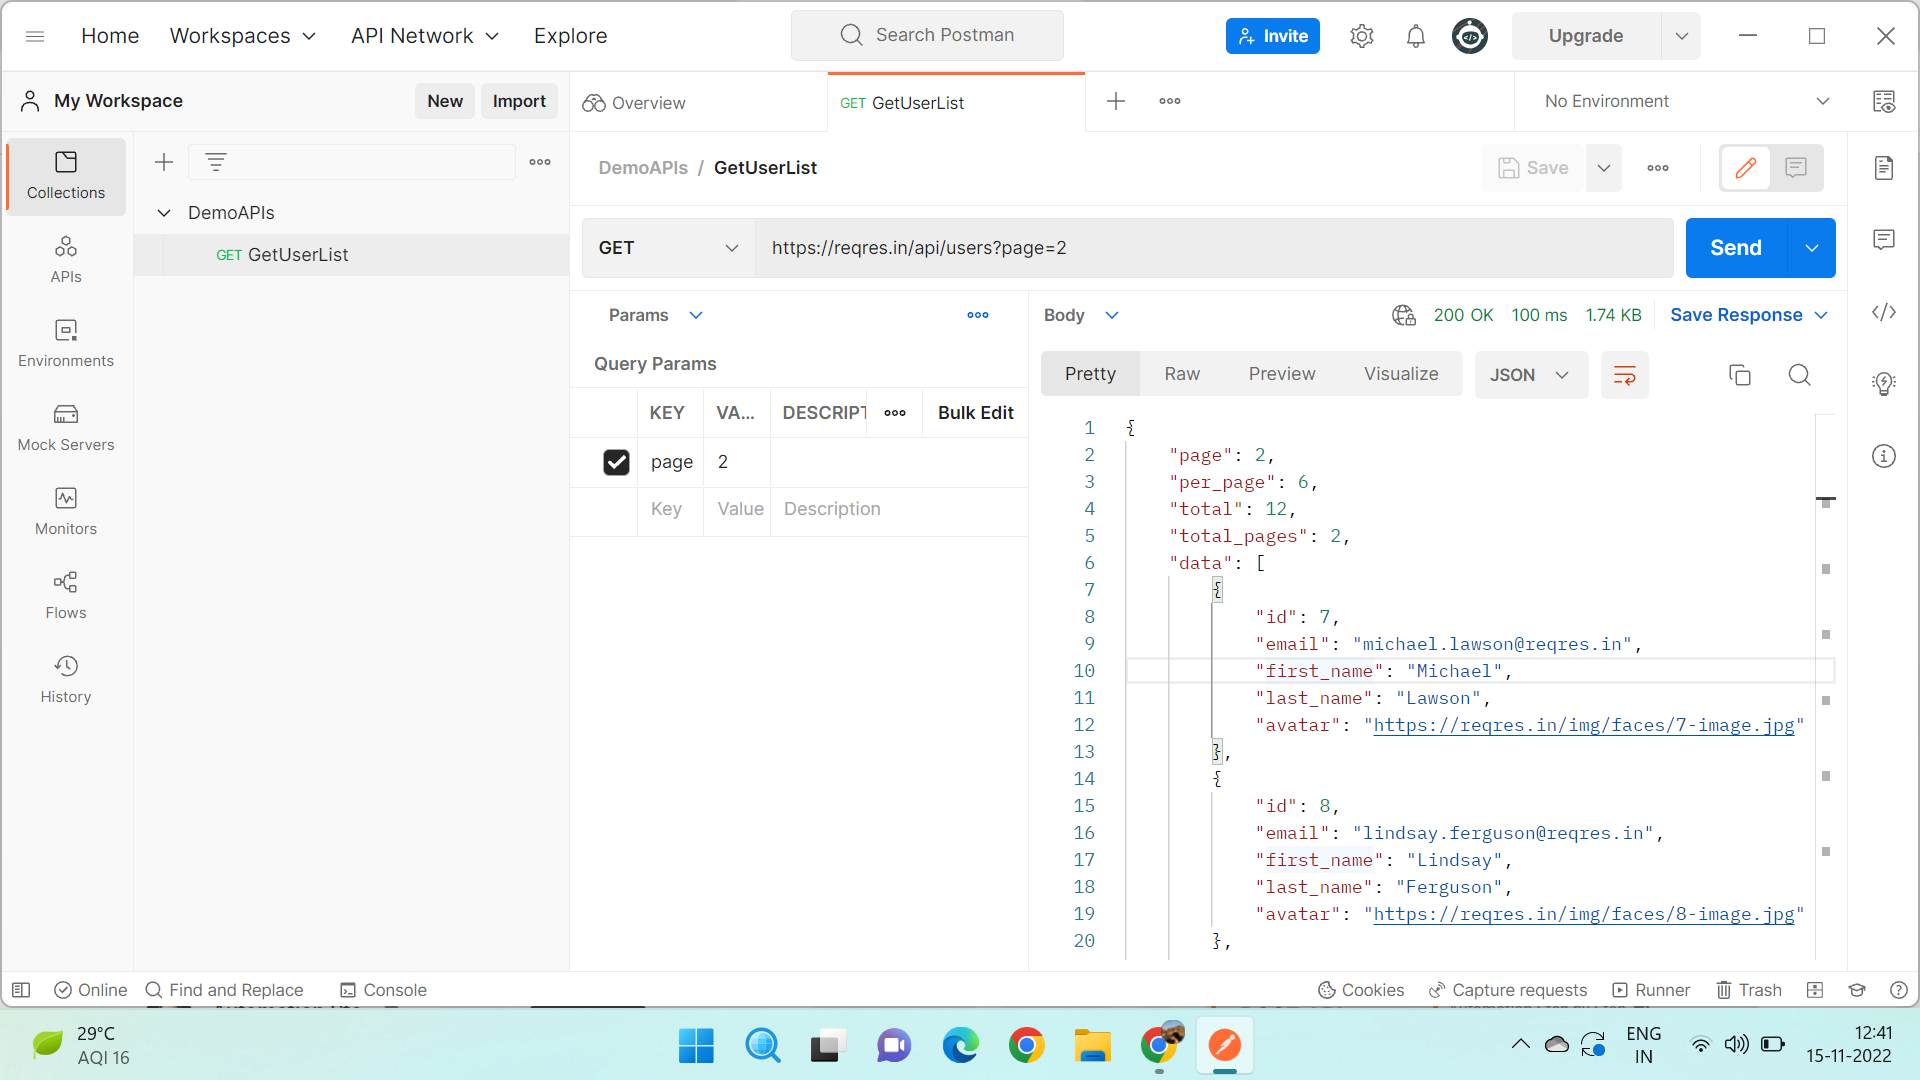 Home
Workspaces
API Network
Explore
Search Postman
Invite
Upgrade
My Workspace
New
Import
Overview
GET GetUserList
No Environment
Collections
APIs
Environments
Mock Servers
Monitors
Flows
History
DemoAPIs
GET GetUserList
DemoAPIs / GetUserList
Save
GET
https://reqres.in/api/users?page=2
Send
Params
Query Params
KEY VA... DESCRIPT Bulk Edit
page 2
Key Value Description
Body
200 OK 100 ms 1.74 KB Save Response
Pretty Raw Preview Visualize JSON
1 {
2 "page": 2,
3 "per_page": 6,
4 "total": 12,
5 "total_pages": 2,
6 "data": [
7 {
8 "id": 7,
9 "email": "michael.lawson@reqres.in",
10 "first_name": "Michael",
11 "last_name": "Lawson",
12 "avatar": "https://reqres.in/img/faces/7-image.jpg"
13 },
14 {
15 "id": 8,
16 "email": "lindsay.ferguson@reqres.in",
17 "first_name": "Lindsay",
18 "last_name": "Ferguson",
19 "avatar": "https://reqres.in/img/faces/8-image.jpg"
20 },
Online
Find and Replace
Console
Cookies
Capture requests
Runner
Trash
29°C
AQI 16
ENG
IN
12:41
15-11-2022